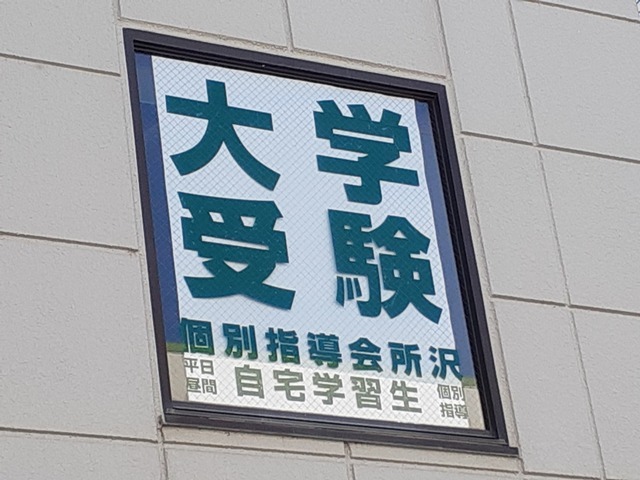 大学
受験
個別指導会所沢
平日
昼間
自宅学習生
個別
指導